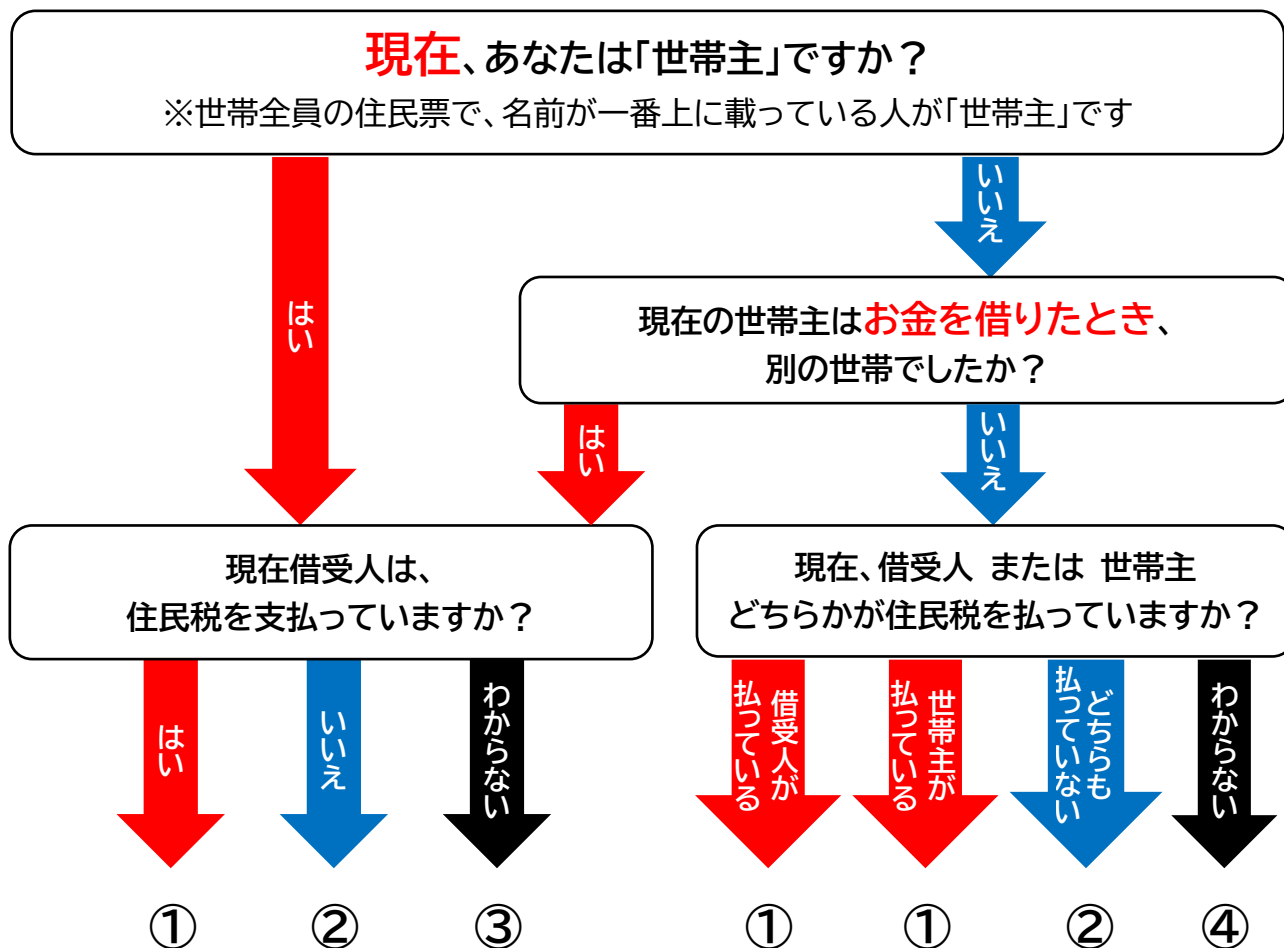 現在、あなたは「世帯主」ですか？
※世帯全員の住民票で、名前が一番上に載っている人が「世帯主」です
はい
いいえ
現在の世帯主はお金を借りたとき、
別の世帯でしたか？
はい
いいえ
現在借受人は、
住民税を支払っていますか？
現在、借受人 または 世帯主
どちらかが住民税を払っていますか？
はい
いいえ
わからない
借受人が
払っている
世帯主が
払っている
どちらも
払っていない
わからない
①
②
③
①
①
②
④